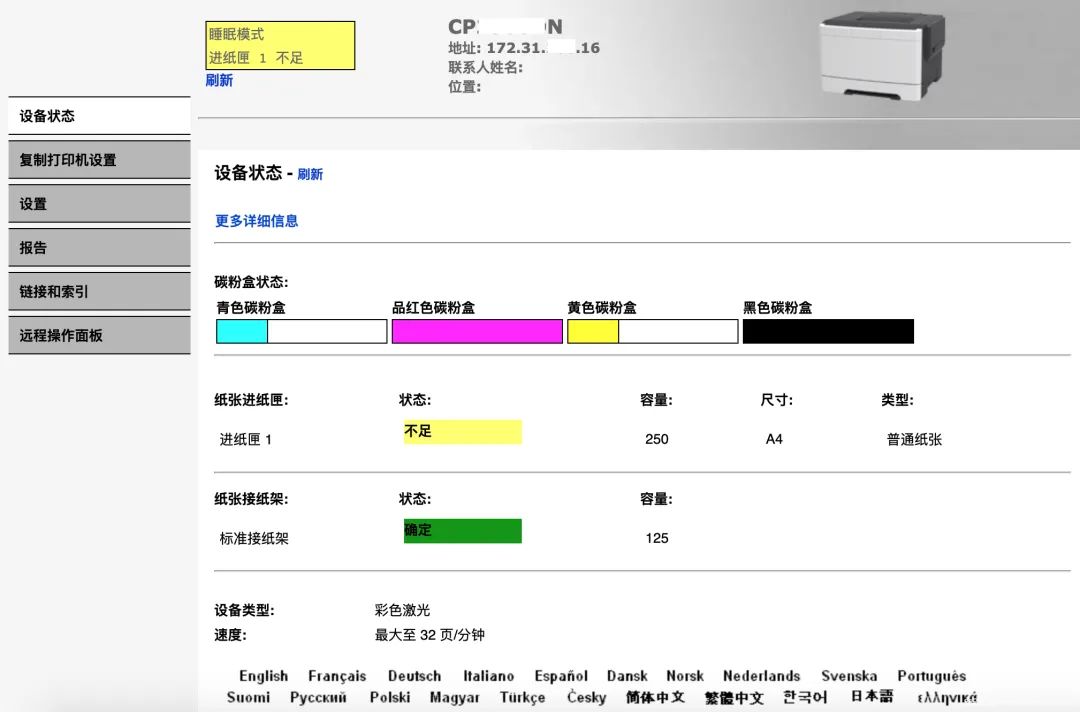 睡眠模式
进纸匣 1 不足
刷新
CP N
地址: 172.31. .16
联系人姓名:
位置:
设备状态
复制打印机设置
设置
报告
链接和索引
远程操作面板
设备状态 - 刷新
更多详细信息
碳粉盒状态:
青色碳粉盒 品红色碳粉盒 黄色碳粉盒 黑色碳粉盒
纸张进纸匣: 状态: 容量: 尺寸: 类型:
进纸匣 1 不足 250 A4 普通纸张
纸张接纸架: 状态: 容量:
标准接纸架 确定 125
设备类型: 彩色激光
速度: 最大至 32 页/分钟
English Français Deutsch Italiano Español Dansk Norsk Nederlands Svenska Português
Suomi Русский Polski Magyar Türkçe Česky 简体中文 繁體中文 한국어 日本語 ελληνικά